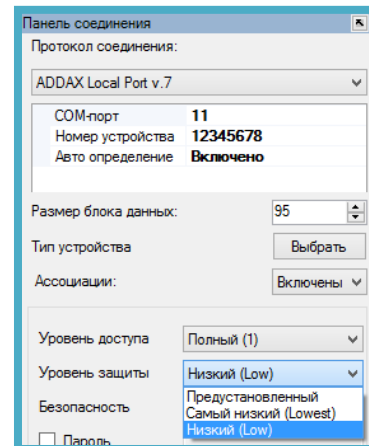 Панель соединения
Протокол соединения:
ADDAX Local Port v.7
COM-порт 11
Номер устройства 12345678
Авто определение Включено
Размер блока данных: 95
Тип устройства Выбрать
Ассоциации: Включены
Уровень доступа Полный (1)
Уровень защиты Низкий (Low)
Предустановленный
Безопасность Самый низкий (Lowest)
Низкий (Low)
Пароль